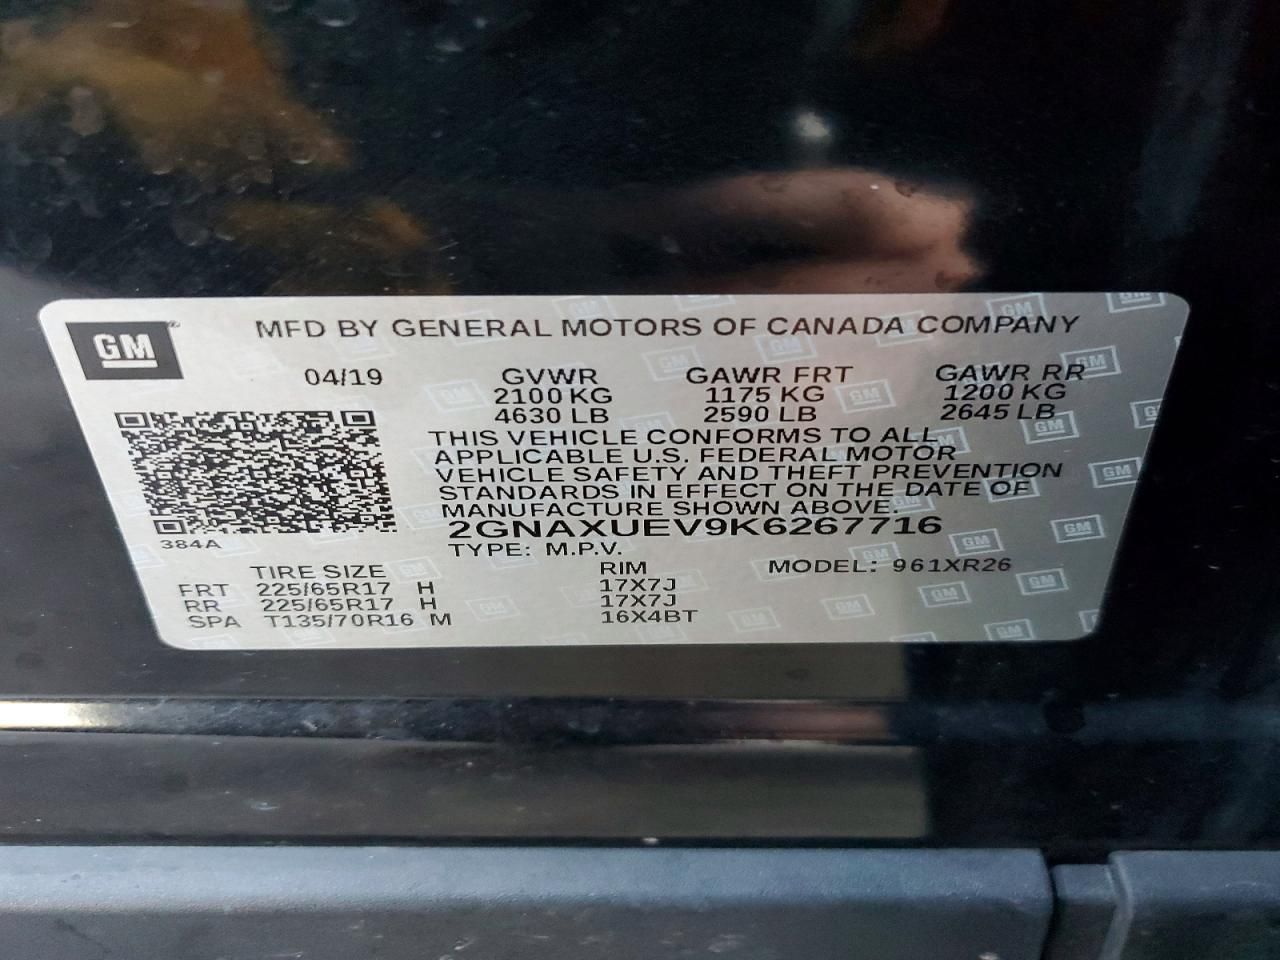 GM
MFD BY GENERAL MOTORS OF CANADA COMPANY
04/19 GVWR GAWR FRT GAWR RR
2100 KG 1175 KG 1200 KG
4630 LB 2590 LB 2645 LB
THIS VEHICLE CONFORMS TO ALL
APPLICABLE U.S. FEDERAL MOTOR
VEHICLE SAFETY AND THEFT PREVENTION
STANDARDS IN EFFECT ON THE DATE OF
MANUFACTURE SHOWN ABOVE.
2GNAXUEV9K6267716
384A
TYPE: M.P.V.
TIRE SIZE RIM MODEL: 961XR26
FRT 225/65R17 H 17X7J
RR 225/65R17 H 17X7J
SPA T135/70R16 M 16X4BT